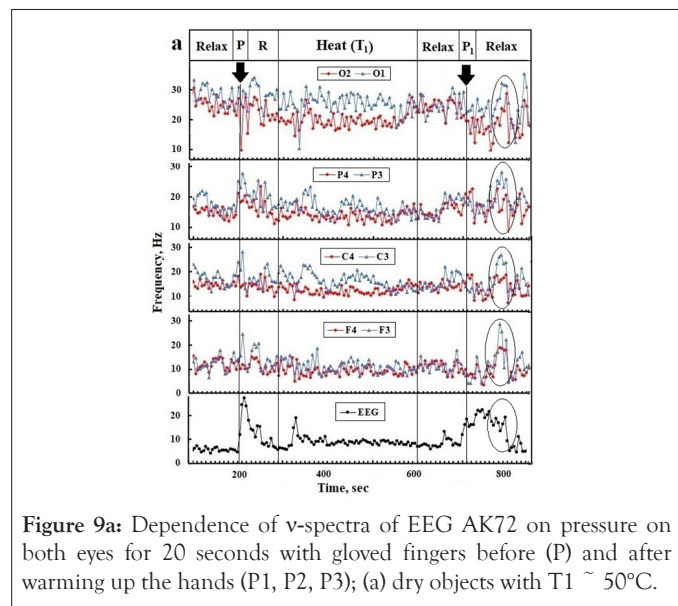 a Relax P R Heat (T1) Relax P1 Relax
O2 O1
30
20
10
P4 P3
30
20
10
C4 C3
30
20
10
F4 F3
30
20
10
0
EEG
20
10
0
Frequency, Hz
200 400 600 800
Time, sec
Figure 9a: Dependence of ν-spectra of EEG AK72 on pressure on
both eyes for 20 seconds with gloved fingers before (P) and after
warming up the hands (P1, P2, P3); (a) dry objects with T1 ~ 50°C.